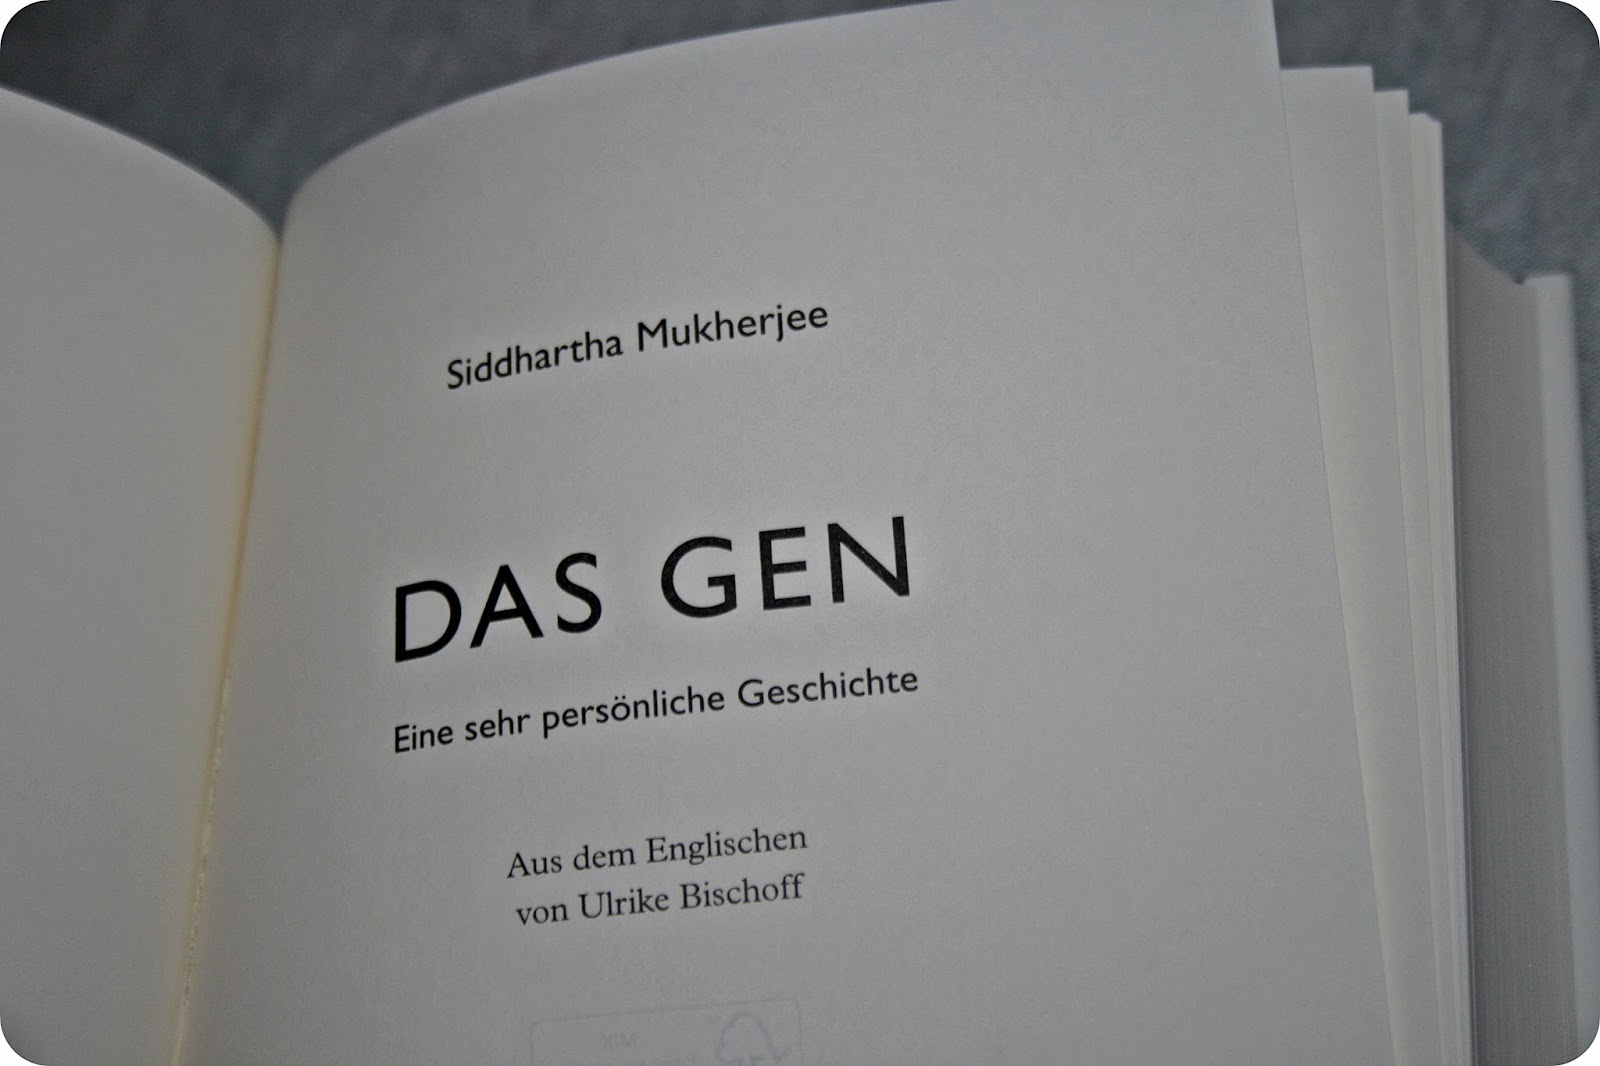 Siddhartha Mukherjee
DAS GEN
Eine sehr persönliche Geschichte
Aus dem Englischen
von Ulrike Bischoff